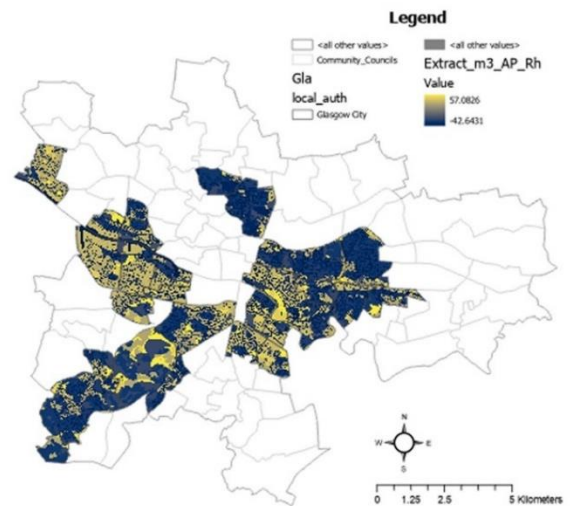 Legend
<all other values>
Community_Councils
Gla
local_auth
Glasgow City
<all other values>
Extract_m3_AP_Rh
Value
57.0826
-42.6431
N
W E
S
0 1.25 2.5 5 Kilometers